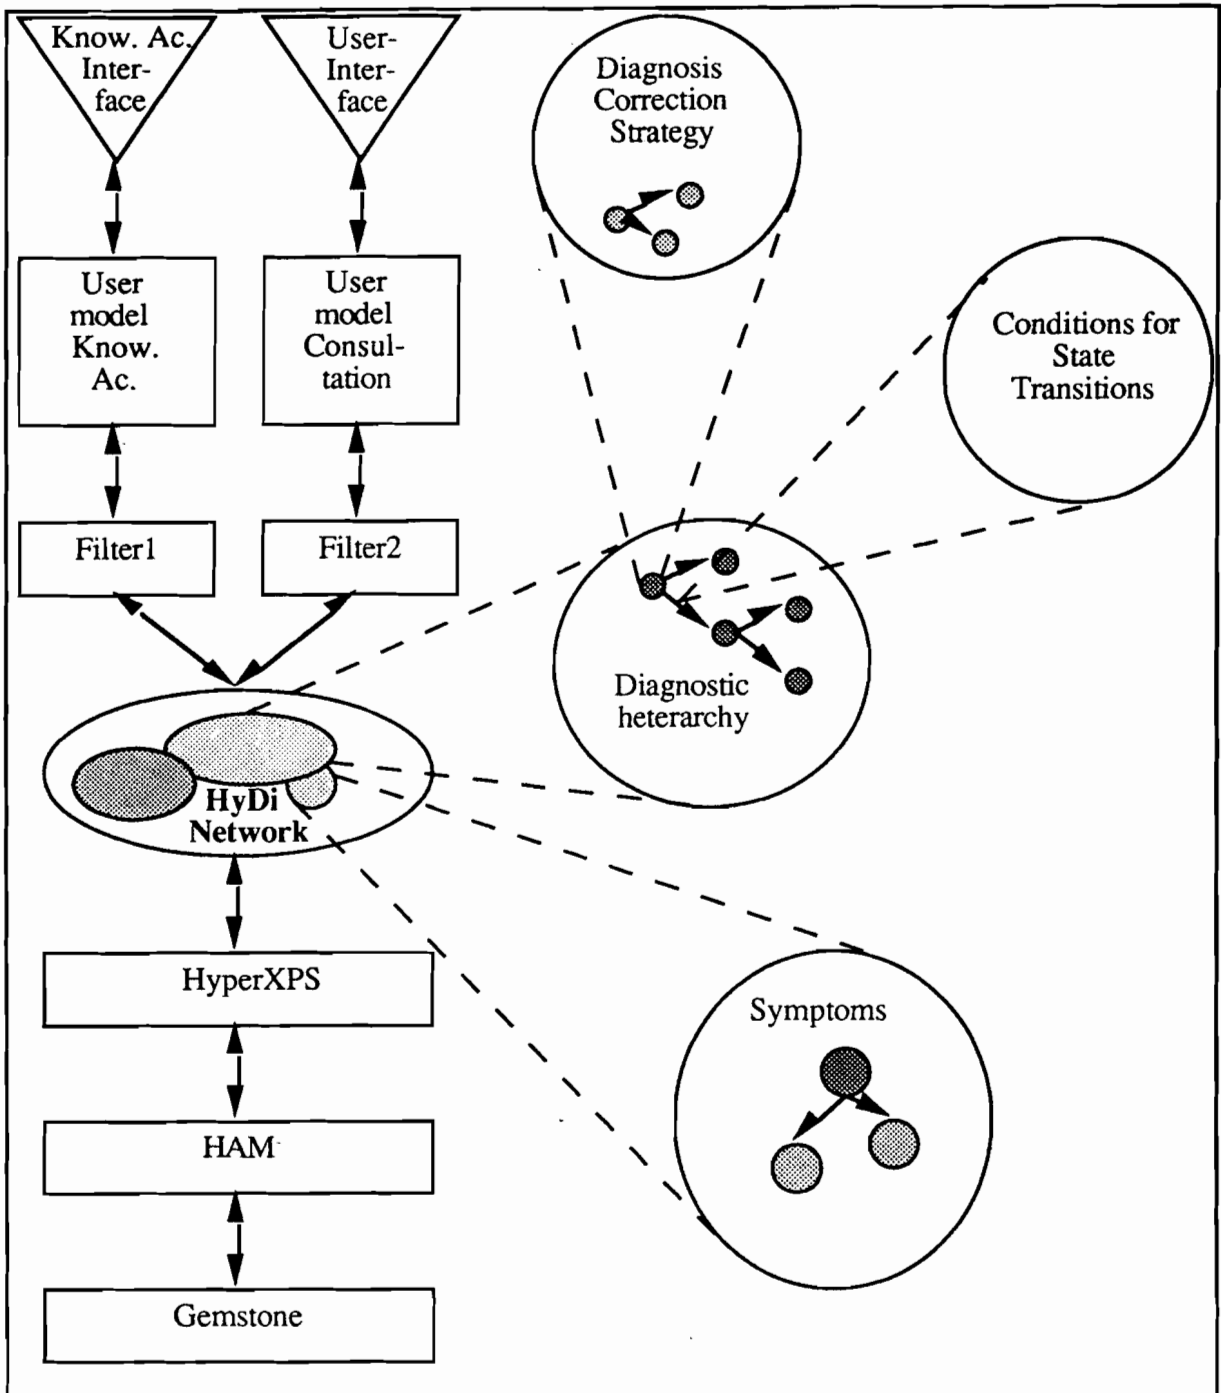 Know. Ac.
Inter-
face
User-
Inter-
face
Diagnosis
Correction
Strategy
User
model
Know.
Ac.
User
model
Consul-
tation
Conditions for
State
Transitions
Filter1
Filter2
Diagnostic
heterarchy
HyDi
Network
HyperXPS
Symptoms
HAM
Gemstone